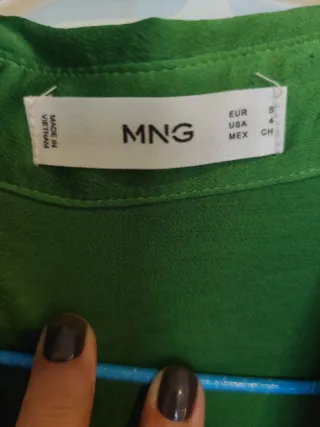 MADE IN
VIETNAM
MNG
EUR S
USA 4
MEX CH